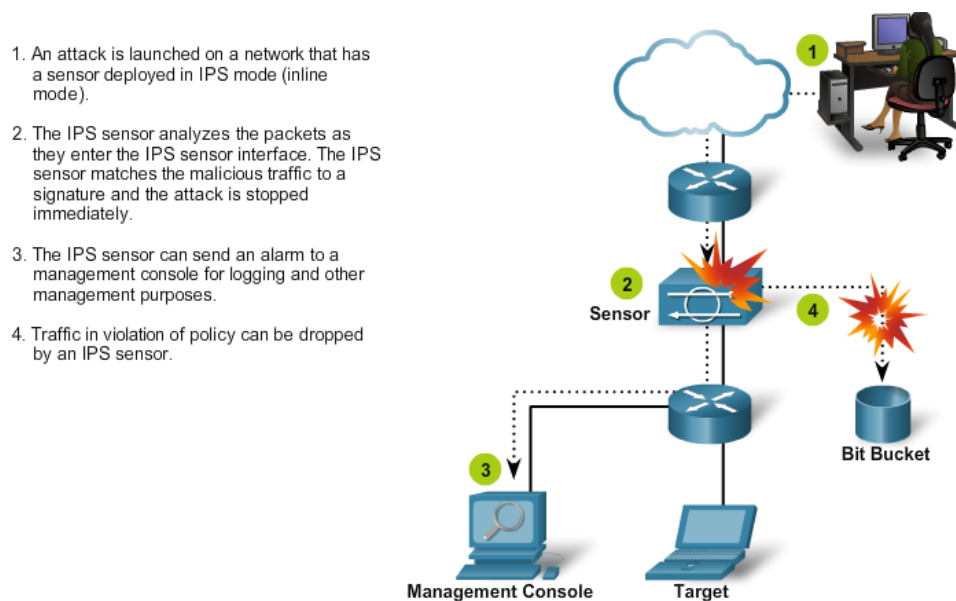 1. An attack is launched on a network that has
a sensor deployed in IPS mode (inline
mode).
2. The IPS sensor analyzes the packets as
they enter the IPS sensor interface. The IPS
sensor matches the malicious traffic to a
signature and the attack is stopped
immediately.
3. The IPS sensor can send an alarm to a
management console for logging and other
management purposes.
4. Traffic in violation of policy can be dropped
by an IPS sensor.
1
2
Sensor
4
Bit Bucket
3
Management Console
Target